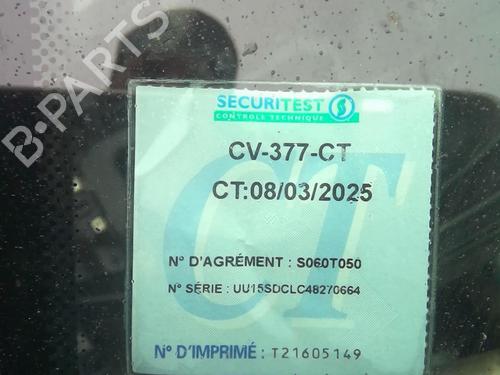 B-PARTS
SECURITEST
CONTRÔLE TECHNIQUE
CV-377-CT
CT:08/03/2025
N° D'AGRÉMENT : S060T050
N° SÉRIE : UU15SDCLC48270664
N° D'IMPRIMÉ : T21605149
CT